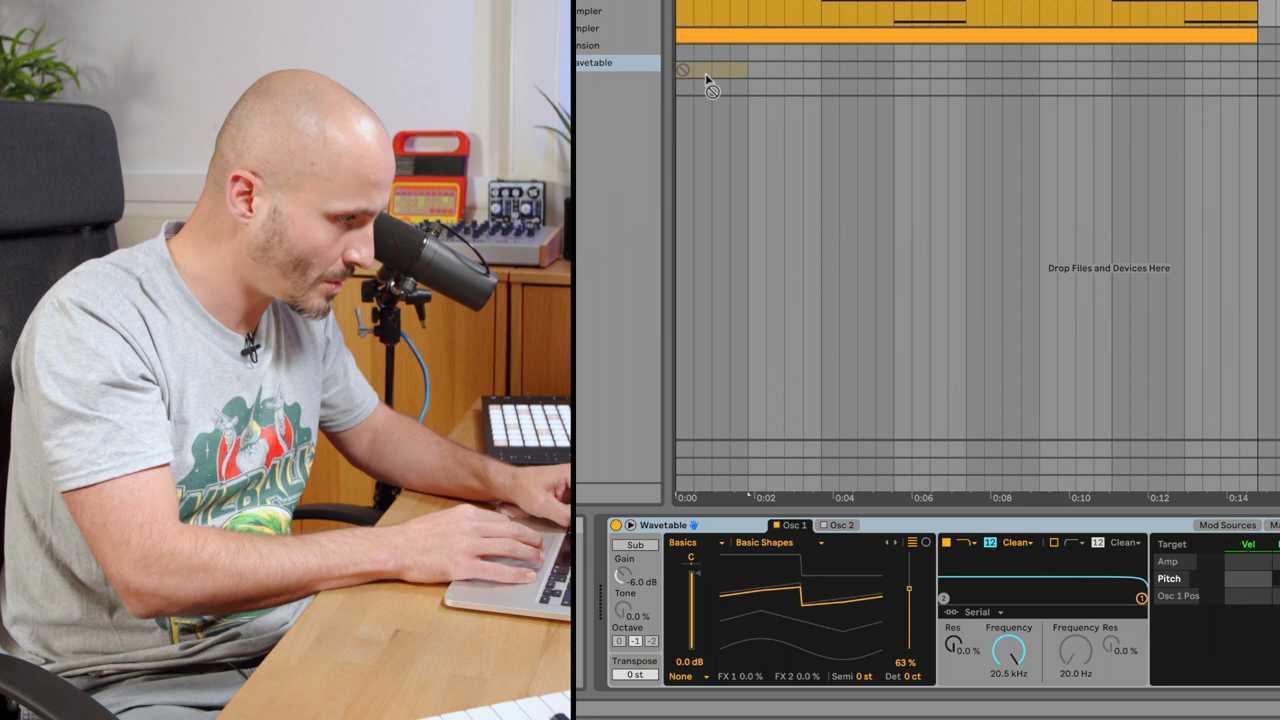 mpler
mpler
nsion
avetable
Drop Files and Devices Here
0:00
0:02
0:04
0:06
0:08
0:10
0:12
0:14
Wavetable
Osc 1
Osc 2
Mod Sources
Ma
Sub
Gain
-6.0 dB
Tone
0.0 %
Octave
0 -1 -2
Transpose
0 st
Basics
Basic Shapes
C
0.0 dB
63 %
None
FX 1 0.0 %
FX 2 0.0 %
Semi 0 st
Det 0 ct
12 Clean
12 Clean
2
1
Serial
Res
0.0 %
Frequency
20.5 kHz
Frequency
20.0 Hz
Res
0.0 %
Target
Vel
Amp
Pitch
Osc 1 Pos